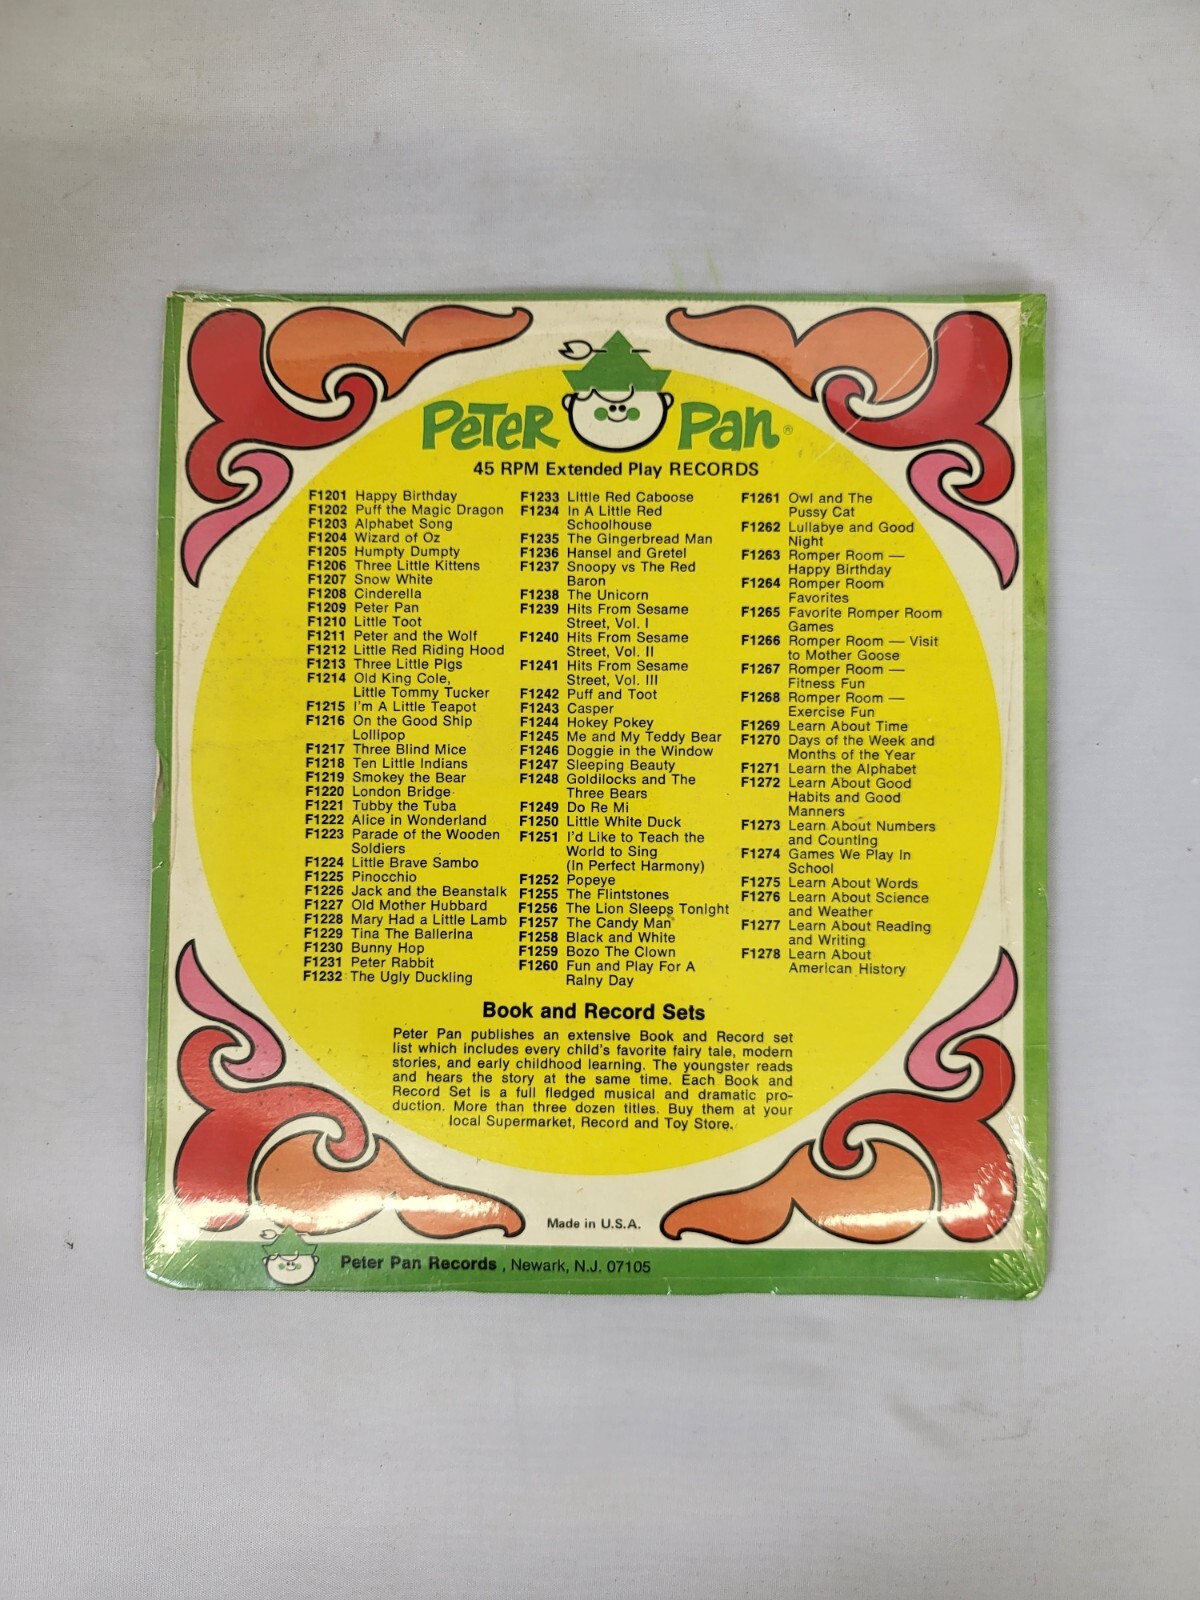 Peter Pan®
45 RPM Extended Play RECORDS
F1201 Happy Birthday
F1202 Puff the Magic Dragon
F1203 Alphabet Song
F1204 Wizard of Oz
F1205 Humpty Dumpty
F1206 Three Little Kittens
F1207 Snow White
F1208 Cinderella
F1209 Peter Pan
F1210 Little Toot
F1211 Peter and the Wolf
F1212 Little Red Riding Hood
F1213 Three Little Pigs
F1214 Old King Cole,
Little Tommy Tucker
F1215 I'm A Little Teapot
F1216 On the Good Ship
Lollipop
F1217 Three Blind Mice
F1218 Ten Little Indians
F1219 Smokey the Bear
F1220 London Bridge
F1221 Tubby the Tuba
F1222 Alice in Wonderland
F1223 Parade of the Wooden
Soldiers
F1224 Little Brave Sambo
F1225 Pinocchio
F1226 Jack and the Beanstalk
F1227 Old Mother Hubbard
F1228 Mary Had a Little Lamb
F1229 Tina The Ballerina
F1230 Bunny Hop
F1231 Peter Rabbit
F1232 The Ugly Duckling
F1233 Little Red Caboose
F1234 In A Little Red
Schoolhouse
F1235 The Gingerbread Man
F1236 Hansel and Gretel
F1237 Snoopy vs The Red
Baron
F1238 The Unicorn
F1239 Hits From Sesame
Street, Vol. I
F1240 Hits From Sesame
Street, Vol. II
F1241 Hits From Sesame
Street, Vol. III
F1242 Puff and Toot
F1243 Casper
F1244 Hokey Pokey
F1245 Me and My Teddy Bear
F1246 Doggie in the Window
F1247 Sleeping Beauty
F1248 Goldilocks and The
Three Bears
F1249 Do Re Mi
F1250 Little White Duck
F1251 I'd Like to Teach the
World to Sing
(In Perfect Harmony)
F1252 Popeye
F1255 The Flintstones
F1256 The Lion Sleeps Tonight
F1257 The Candy Man
F1258 Black and White
F1259 Bozo The Clown
F1260 Fun and Play For A
Rainy Day
F1261 Owl and The
Pussy Cat
F1262 Lullabye and Good
Night
F1263 Romper Room —
Happy Birthday
F1264 Romper Room
Favorites
F1265 Favorite Romper Room
Games
F1266 Romper Room — Visit
to Mother Goose
F1267 Romper Room —
Fitness Fun
F1268 Romper Room —
Exercise Fun
F1269 Learn About Time
F1270 Days of the Week and
Months of the Year
F1271 Learn the Alphabet
F1272 Learn About Good
Habits and Good
Manners
F1273 Learn About Numbers
and Counting
F1274 Games We Play In
School
F1275 Learn About Words
F1276 Learn About Science
and Weather
F1277 Learn About Reading
and Writing
F1278 Learn About
American History
Book and Record Sets
Peter Pan publishes an extensive Book and Record set
list which includes every child's favorite fairy tale, modern
stories, and early childhood learning. The youngster reads
and hears the story at the same time. Each Book and
Record Set is a full fledged musical and dramatic pro-
duction. More than three dozen titles. Buy them at your
local Supermarket, Record and Toy Store.
Made in U.S.A.
Peter Pan Records, Newark, N.J. 07105